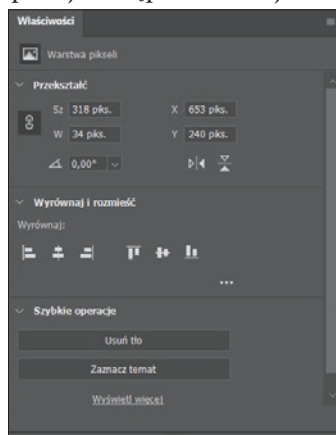 Właściwości
Warstwa pikseli
Przekształć
Sz 318 piks. X 653 piks.
W 34 piks. Y 240 piks.
0,00°
Wyrównaj i rozmieść
Wyrównaj:
Szybkie operacje
Usuń tło
Zaznacz temat
Wyświetl więcej